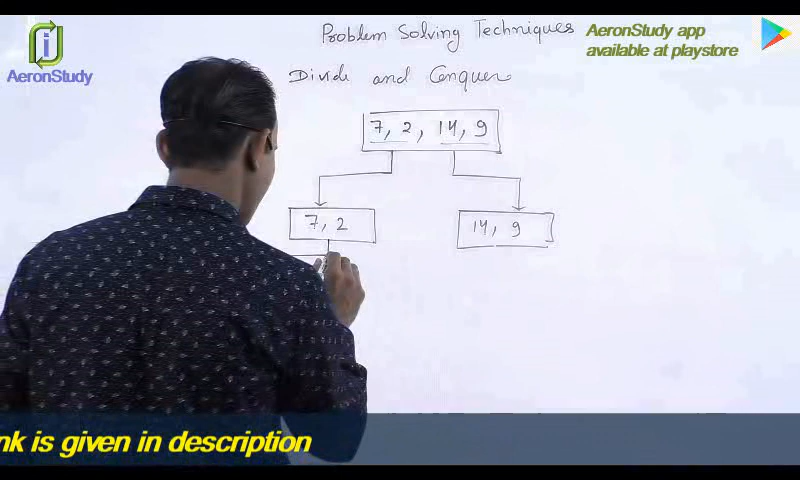 Problem Solving Techniques
AeronStudy app
available at playstore
i
AeronStudy
Divide and Conquer
7, 2, 14, 9
7, 2
14, 9
nk is given in description